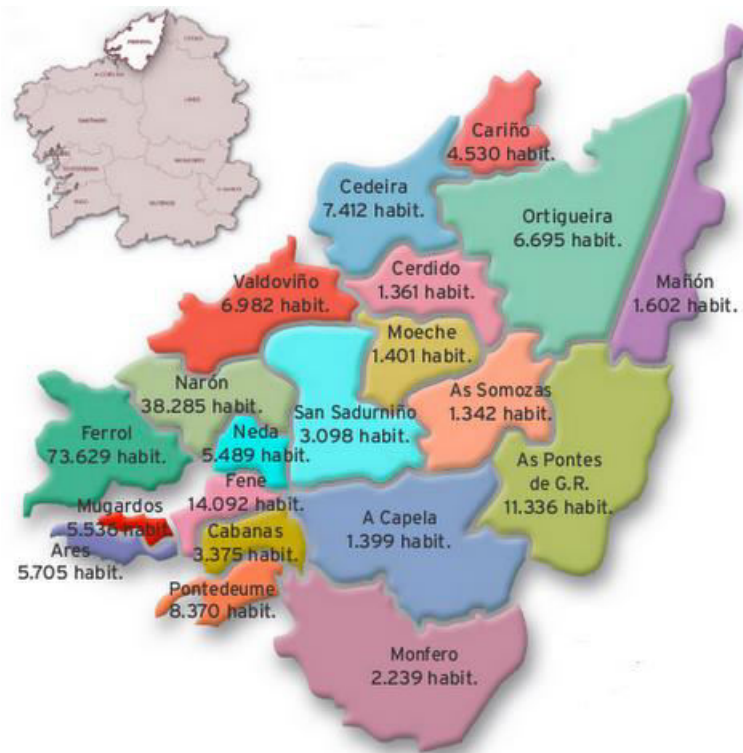 Cariño
4.530 habit.
Cedeira
7.412 habit.
Ortigueira
6.695 habit.
Valdoviño
6.982 habit.
Cerdido
1.361 habit.
Mañón
1.602 habit.
Moeche
1.401 habit.
Narón
38.285 habit.
As Somozas
1.342 habit.
San Sadurniño
3.098 habit.
Ferrol
73.629 habit.
Neda
5.489 habit.
As Pontes
de G.R.
11.336 habit.
Fene
14.092 habit.
Mugardos
5.536 habit.
A Capela
1.399 habit.
Cabanas
3.375 habit.
Ares
5.705 habit.
Pontedeume
8.370 habit.
Monfero
2.239 habit.